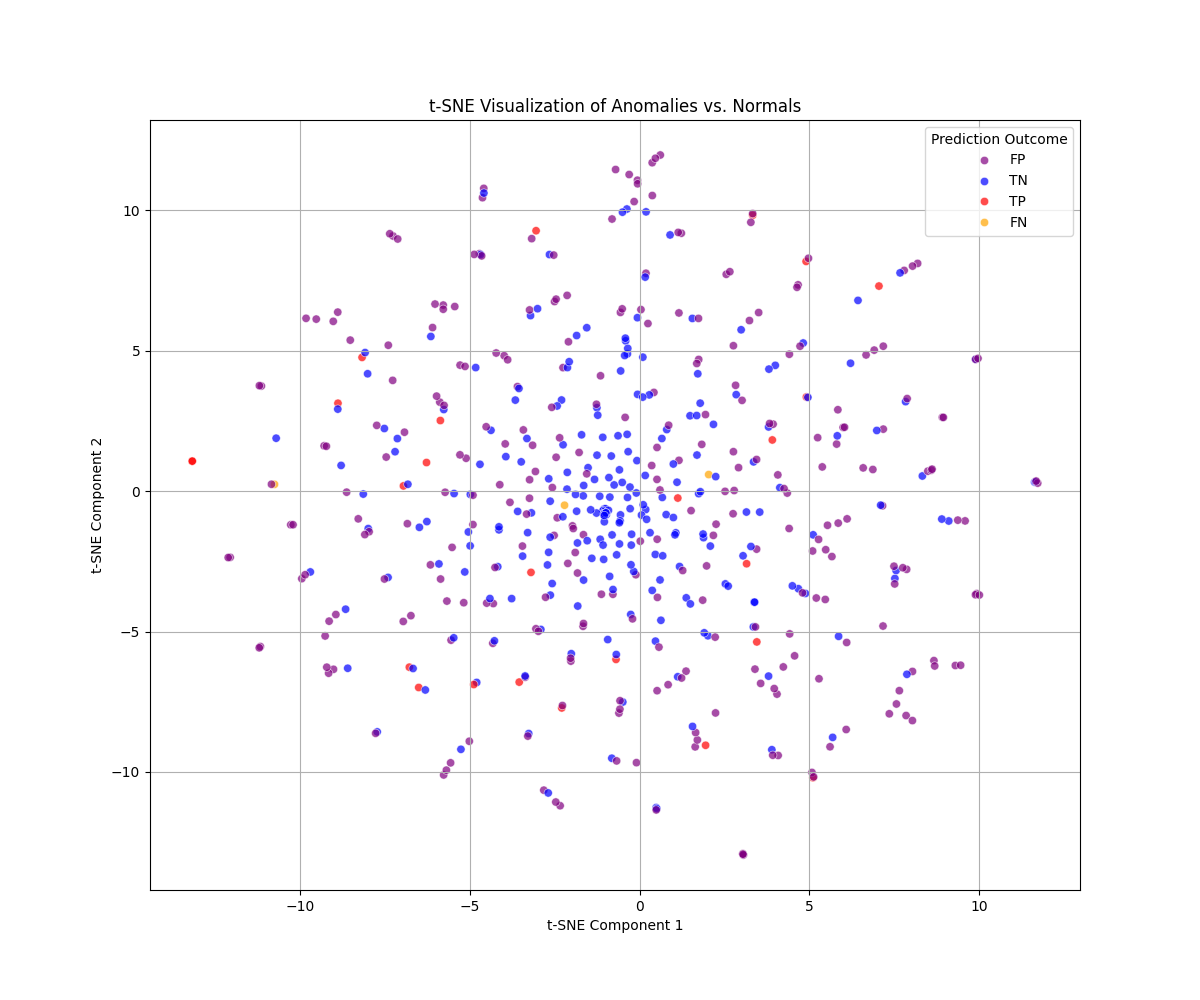 t-SNE Visualization of Anomalies vs. Normals
Prediction Outcome
FP
TN
TP
FN
10
5
0
−5
−10
t-SNE Component 2
−10
−5
0
5
10
t-SNE Component 1